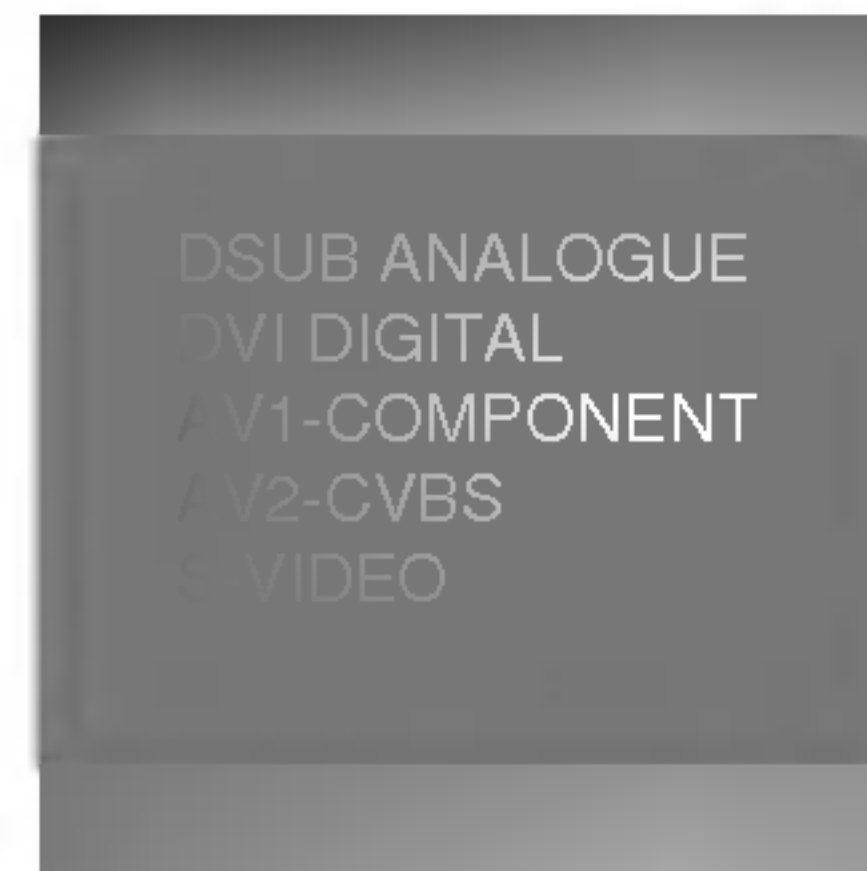 DSUB ANALOGUE
DVI DIGITAL
AV1-COMPONENT
AV2-CVBS
S-VIDEO